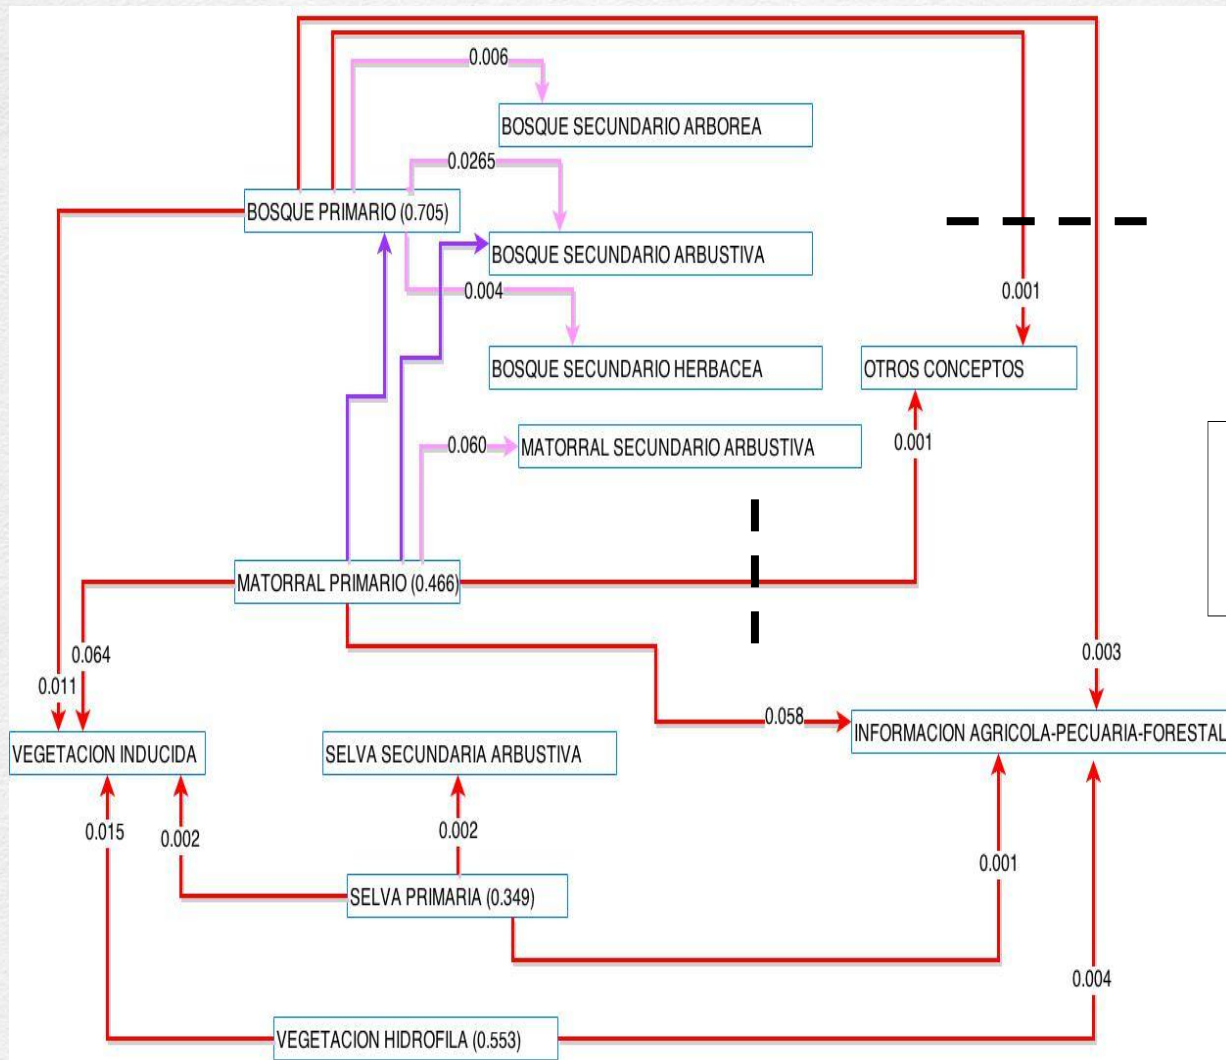 0.006
BOSQUE SECUNDARIO ARBOREA
0.0265
BOSQUE PRIMARIO (0.705)
BOSQUE SECUNDARIO ARBUSTIVA
0.004
0.001
BOSQUE SECUNDARIO HERBACEA
OTROS CONCEPTOS
0.060
MATORRAL SECUNDARIO ARBUSTIVA
0.001
MATORRAL PRIMARIO (0.466)
0.064
0.003
0.011
0.058
INFORMACION AGRICOLA-PECUARIA-FORESTAL
VEGETACION INDUCIDA
SELVA SECUNDARIA ARBUSTIVA
0.015
0.002
0.002
0.001
SELVA PRIMARIA (0.349)
0.004
VEGETACION HIDROFILA (0.553)